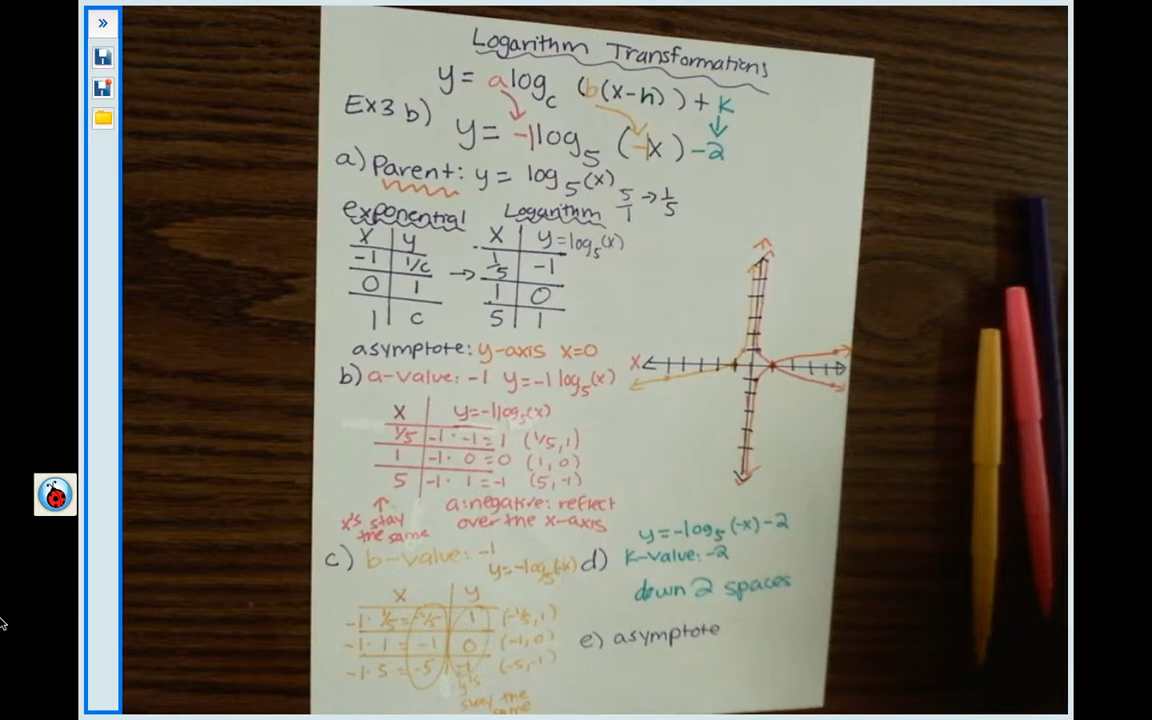 Logarithm Transformations
y = a log_c (b(x-h)) + k
Ex3 b)
y = -1 log_5 (-1x) -2
a) Parent: y = log_5 (x)
5/1 → 1/5
exponential
x | y
-1 | 1/c
0 | 1
1 | c
→
Logarithm
x | y = log_5 (x)
1/5 | -1
1 | 0
5 | 1
asymptote: y-axis x=0
b) a-value: -1 y = -1 log_5 (x)
x | y = -1 log_5 (x)
1/5 | -1 · -1 = 1 (1/5, 1)
1 | -1 · 0 = 0 (1, 0)
5 | -1 · 1 = -1 (5, -1)
↑
x's stay
the same
a: negative: reflect
over the x-axis
X
c) b-value: -1
y = -log_5 (-x)
x | y
-1 · 1/5 = -1/5 | 1 (-1/5, 1)
-1 · 1 = -1 | 0 (-1, 0)
-1 · 5 = -5 | -1 (-5, -1)
y's
stay the
same
y = -log_5 (-x) -2
d) k-value: -2
down 2 spaces
e) asymptote